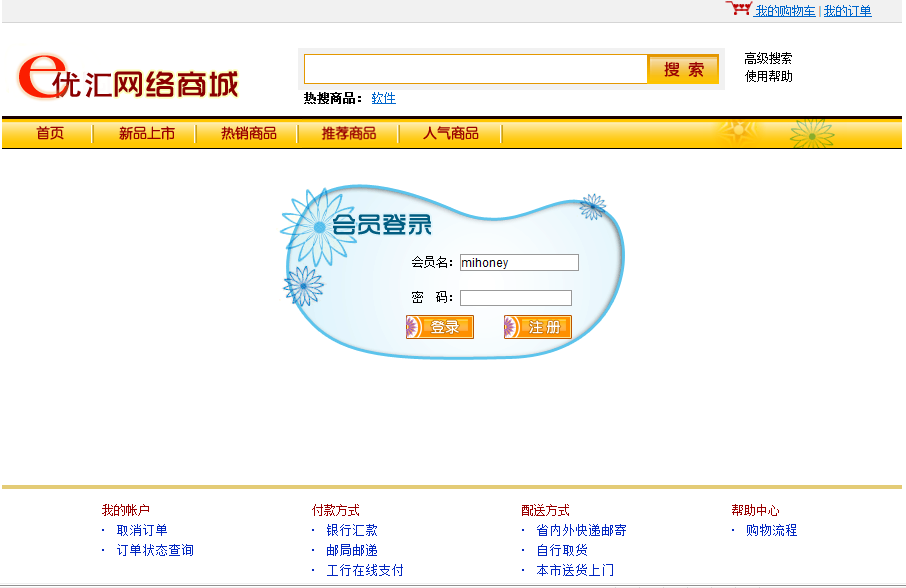 我的购物车 | 我的订单
e优汇网络商城
搜 索
高级搜索
使用帮助
热搜商品： 软件
首页 新品上市 热销商品 推荐商品 人气商品
会员登录
会员名： mihoney
密 码：
登录 注册
我的帐户 付款方式 配送方式 帮助中心
· 取消订单 · 银行汇款 · 省内外快递邮寄 · 购物流程
· 订单状态查询 · 邮局邮递 · 自行取货
· 工行在线支付 · 本市送货上门